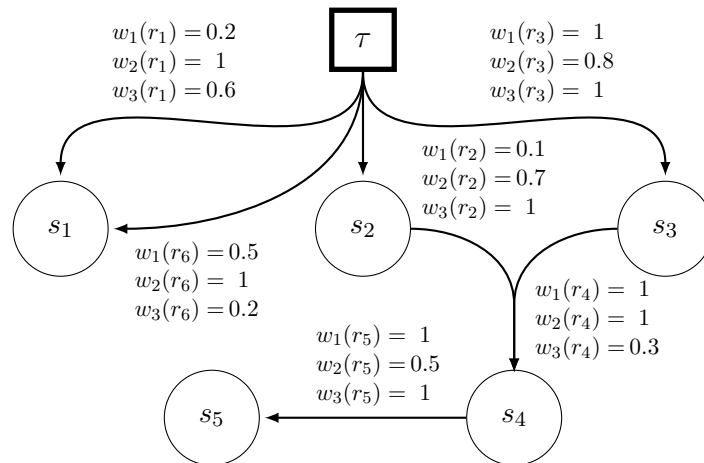 τ
w₁(r₁) = 0.2
w₂(r₁) = 1
w₃(r₁) = 0.6
w₁(r₃) = 1
w₂(r₃) = 0.8
w₃(r₃) = 1
w₁(r₂) = 0.1
w₂(r₂) = 0.7
w₃(r₂) = 1
s₁
s₂
s₃
w₁(r₆) = 0.5
w₂(r₆) = 1
w₃(r₆) = 0.2
w₁(r₄) = 1
w₂(r₄) = 1
w₃(r₄) = 0.3
w₁(r₅) = 1
w₂(r₅) = 0.5
w₃(r₅) = 1
s₅
s₄